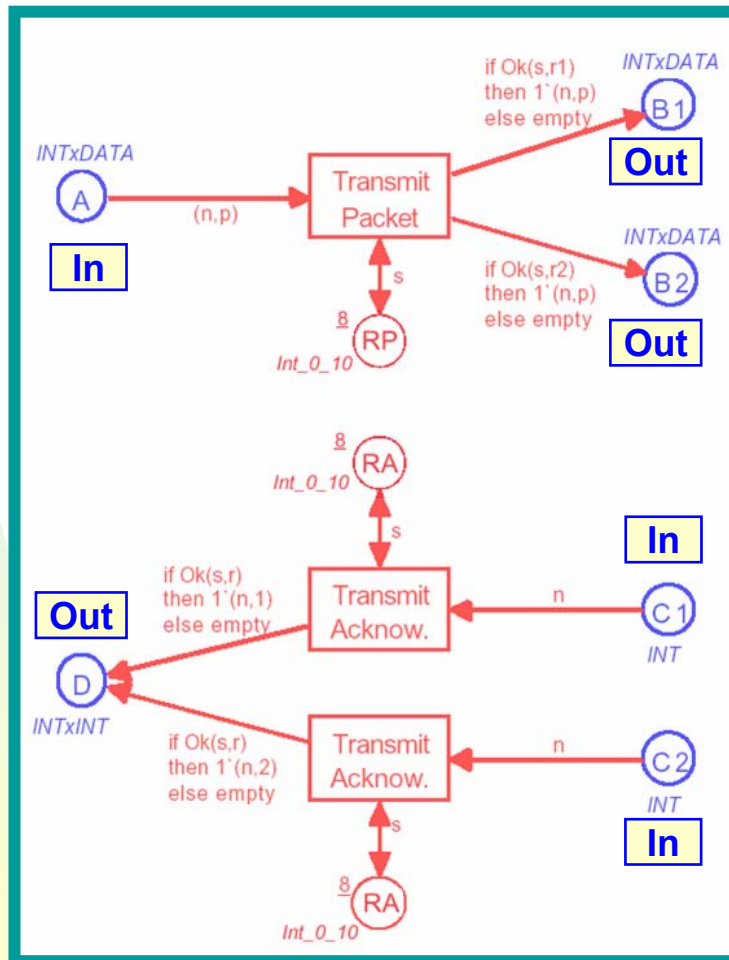 if Ok(s,r1)
then 1`(n,p)
else empty
INTxDATA
B1
Out
INTxDATA
A
In
(n,p)
Transmit
Packet
INTxDATA
B2
Out
if Ok(s,r2)
then 1`(n,p)
else empty
s
8
RP
Int_0_10
8
RA
Int_0_10
s
In
if Ok(s,r)
then 1`(n,1)
else empty
Transmit
Acknow.
n
C1
INT
Out
D
INTxINT
if Ok(s,r)
then 1`(n,2)
else empty
Transmit
Acknow.
n
C2
INT
In
s
8
RA
Int_0_10